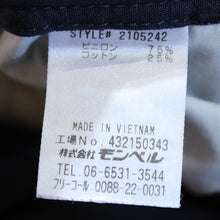 STYLE# 2105242
ビニロン 75%
コットン 25%
MADE IN VIETNAM
工場No. 432150343
株式会社 モンベル
TEL. 06-6531-3544
フリーコール 0088-22-0031